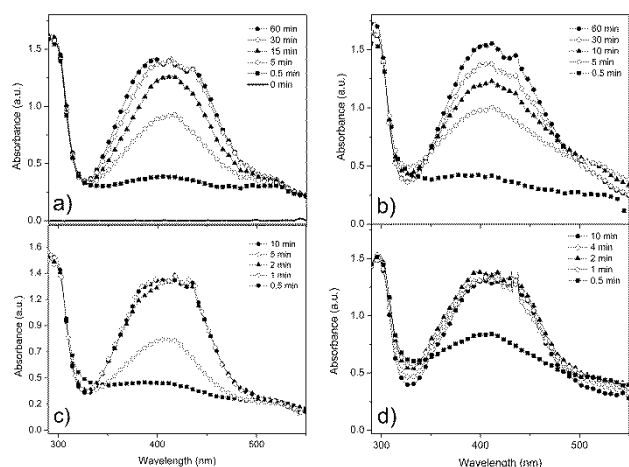 60 min
30 min
15 min
5 min
0.5 min
0 min
1.5
1.0
0.5
0.0
Absorbance (a.u.)
a)
60 min
30 min
10 min
5 min
0.5 min
1.5
1.0
0.5
0.0
Absorbance (a.u.)
b)
10 min
5 min
2 min
1 min
0.5 min
1.6
1.4
1.2
0.9
0.7
0.5
0.2
0.0
Absorbance (a.u.)
c)
300
400
500
Wavelength (nm)
10 min
4 min
2 min
1 min
0.5 min
1.5
1.0
0.5
0.0
Absorbance (a.u.)
d)
300
400
500
Wavelength (nm)